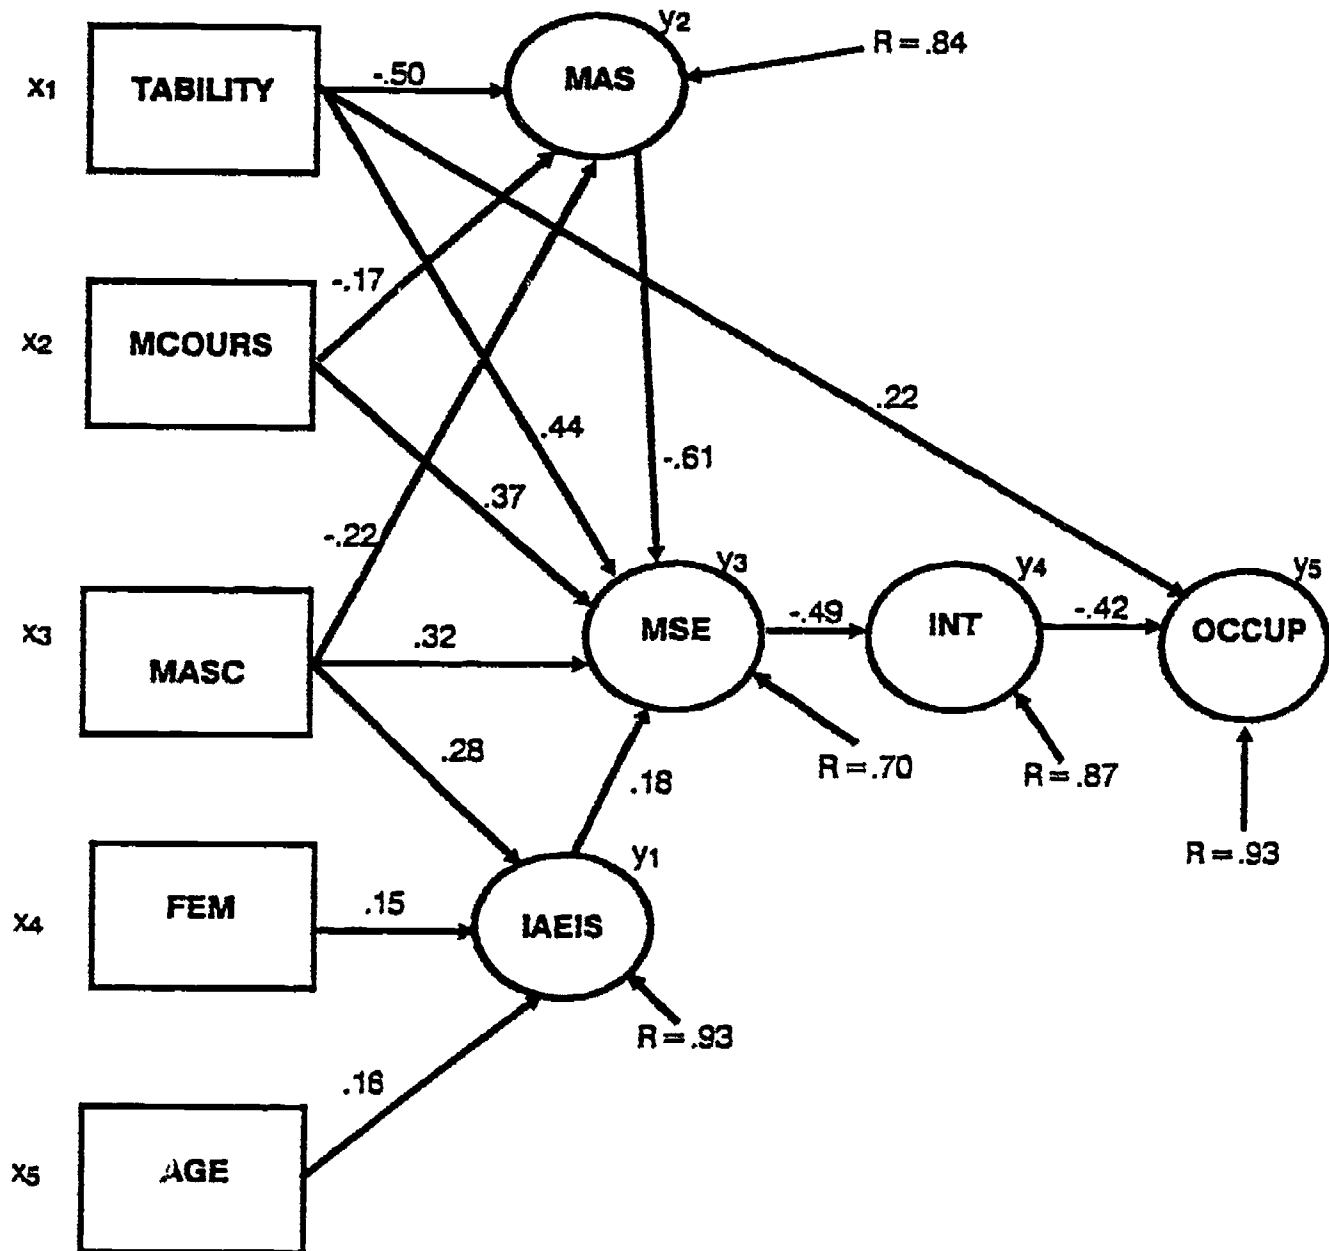 y2
R = .84
x1
TABILITY
-.50
MAS
-.17
x2
MCOURS
.22
.44
-.61
.37
-.22
y3
y4
y5
x3
MASC
.32
MSE
-.49
INT
-.42
OCCUP
.28
.18
R = .70
R = .87
R = .93
y1
x4
FEM
.15
IAEIS
R = .93
.16
x5
AGE